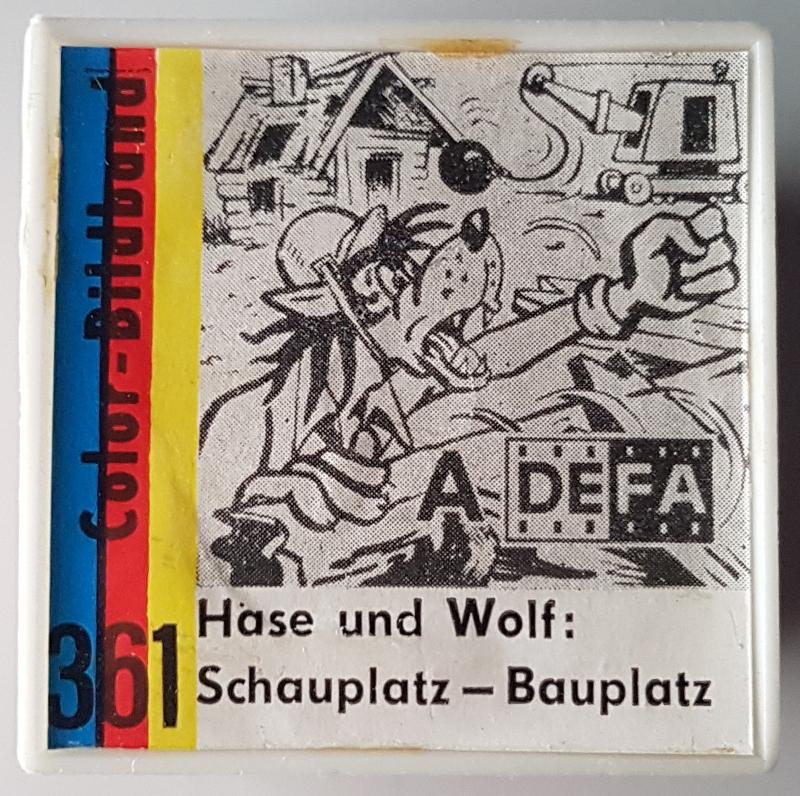 Color-Bildband
361
A DEFA
Hase und Wolf:
Schauplatz – Bauplatz